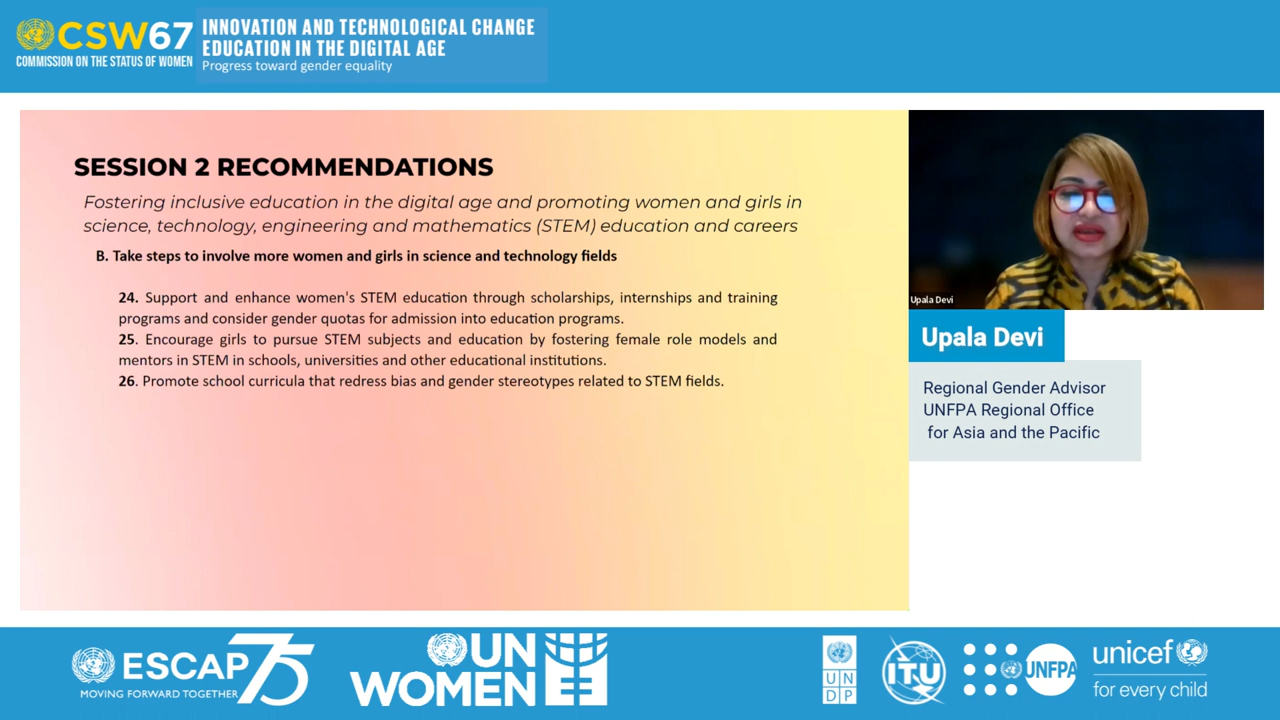 CSW67
COMMISSION ON THE STATUS OF WOMEN
INNOVATION AND TECHNOLOGICAL CHANGE
EDUCATION IN THE DIGITAL AGE
Progress toward gender equality
SESSION 2 RECOMMENDATIONS
Fostering inclusive education in the digital age and promoting women and girls in
science, technology, engineering and mathematics (STEM) education and careers
B. Take steps to involve more women and girls in science and technology fields
24. Support and enhance women's STEM education through scholarships, internships and training
programs and consider gender quotas for admission into education programs.
25. Encourage girls to pursue STEM subjects and education by fostering female role models and
mentors in STEM in schools, universities and other educational institutions.
26. Promote school curricula that redress bias and gender stereotypes related to STEM fields.
Upala Devi
Upala Devi
Regional Gender Advisor
UNFPA Regional Office
for Asia and the Pacific
ESCAP 75
MOVING FORWARD TOGETHER
UN
WOMEN
UN
DP
ITU
UNFPA
unicef
for every child